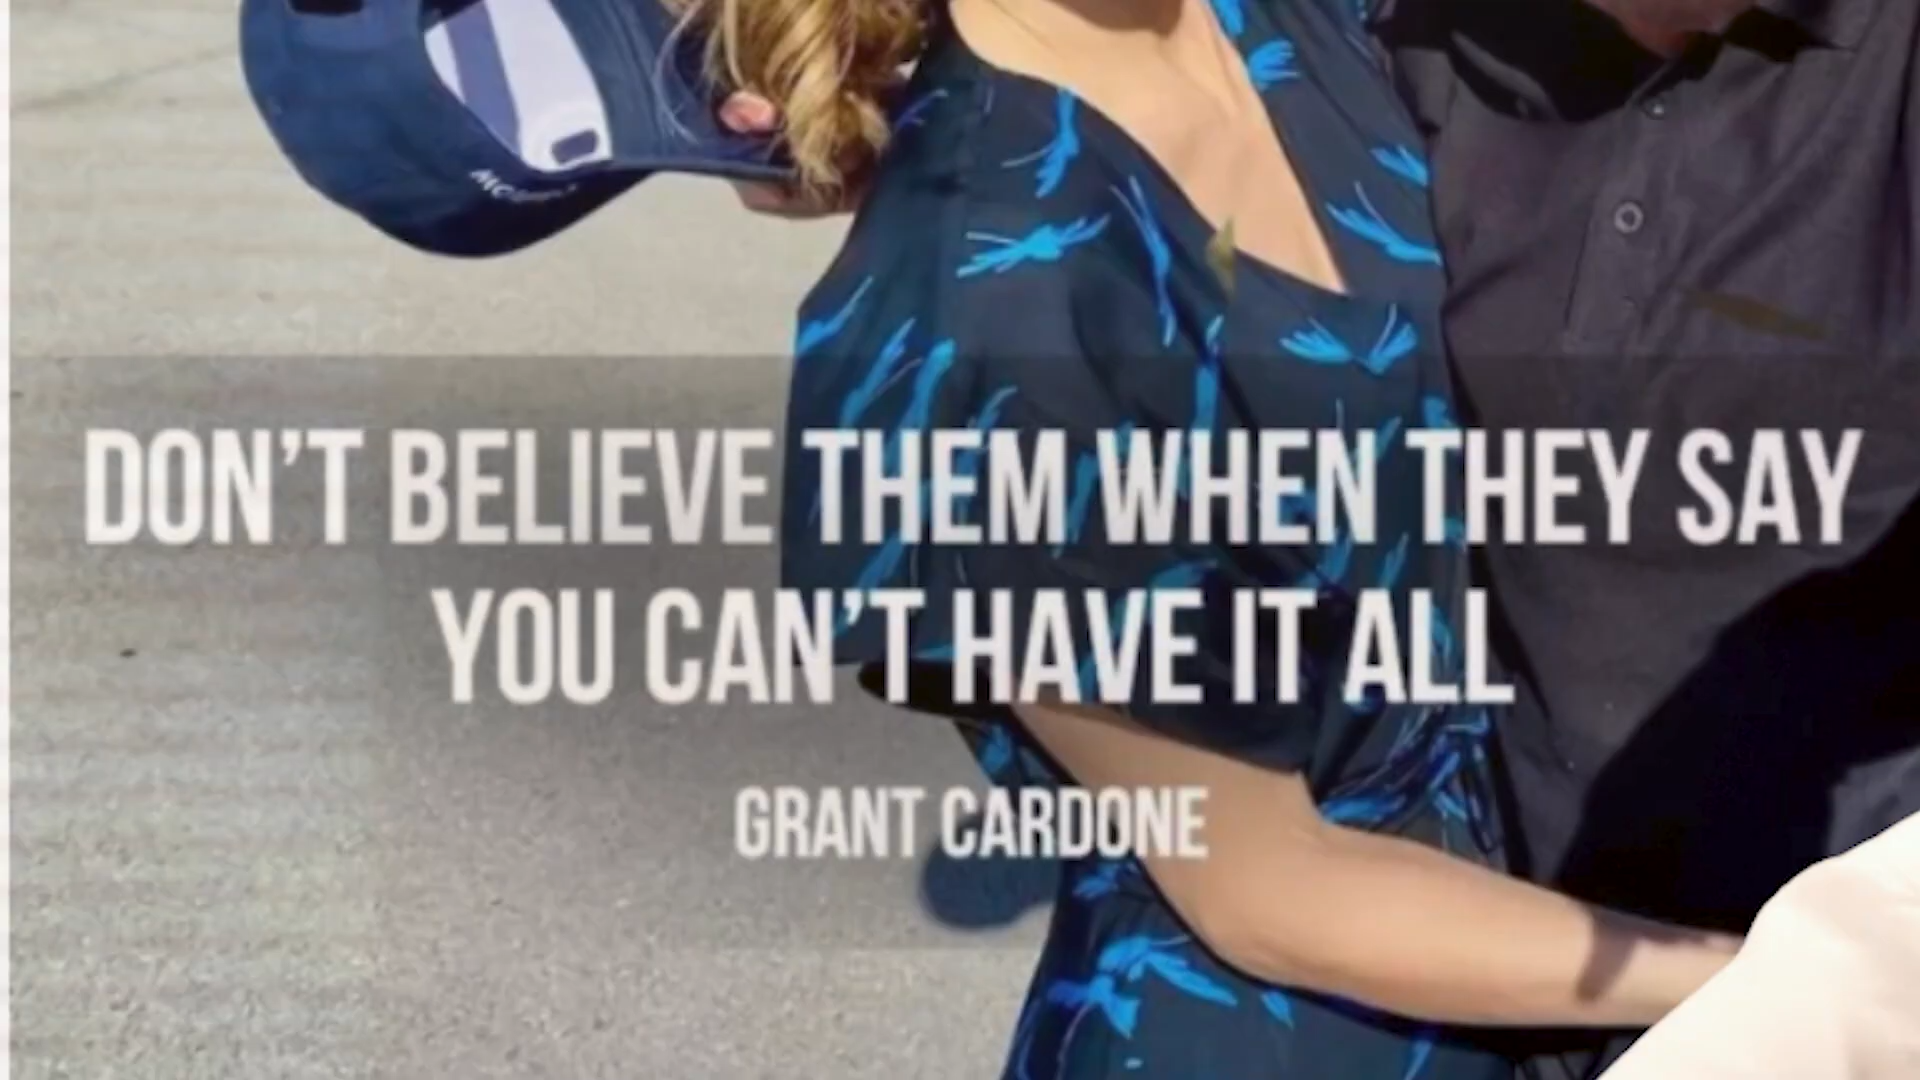 DON'T BELIEVE THEM WHEN THEY SAY
YOU CAN'T HAVE IT ALL
GRANT CARDONE